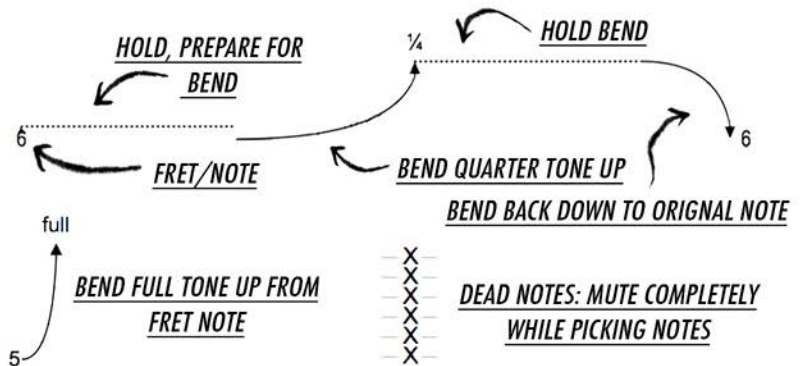 HOLD, PREPARE FOR
BEND
¼
HOLD BEND
6
FRET/NOTE
BEND QUARTER TONE UP
6
BEND BACK DOWN TO ORIGNAL NOTE
full
BEND FULL TONE UP FROM
FRET NOTE
5
X
X
X
X
X
X
DEAD NOTES: MUTE COMPLETELY
WHILE PICKING NOTES